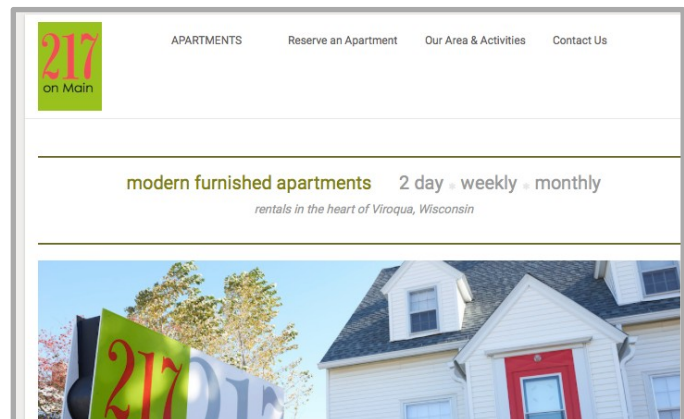 217
on Main
APARTMENTS Reserve an Apartment Our Area & Activities Contact Us
modern furnished apartments 2 day • weekly • monthly
rentals in the heart of Viroqua, Wisconsin
217
217